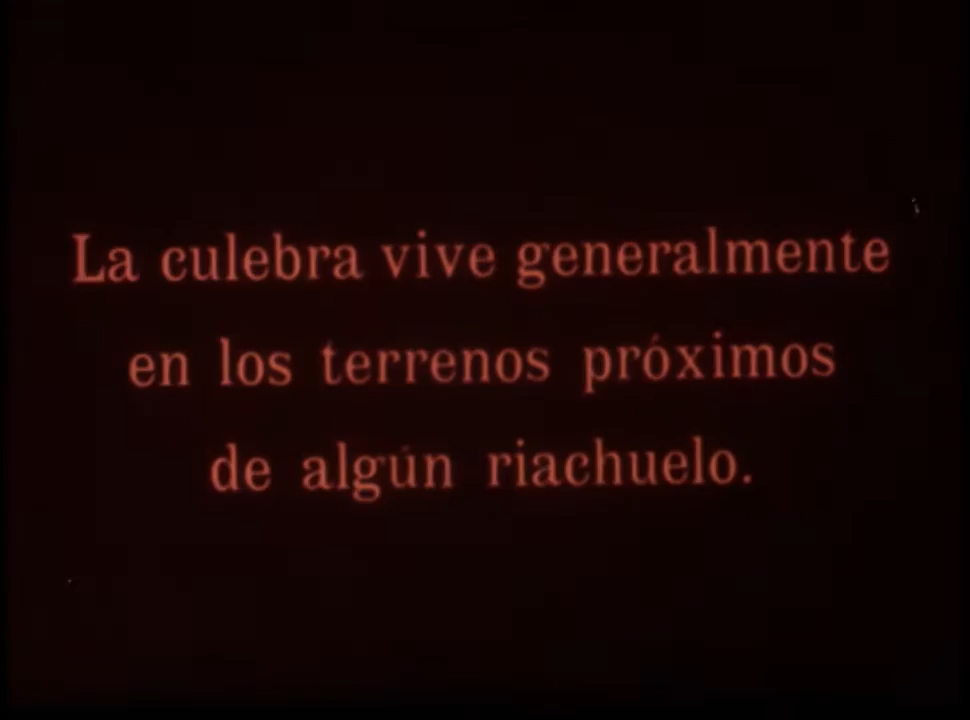 La culebra vive generalmente
en los terrenos próximos
de algún riachuelo.